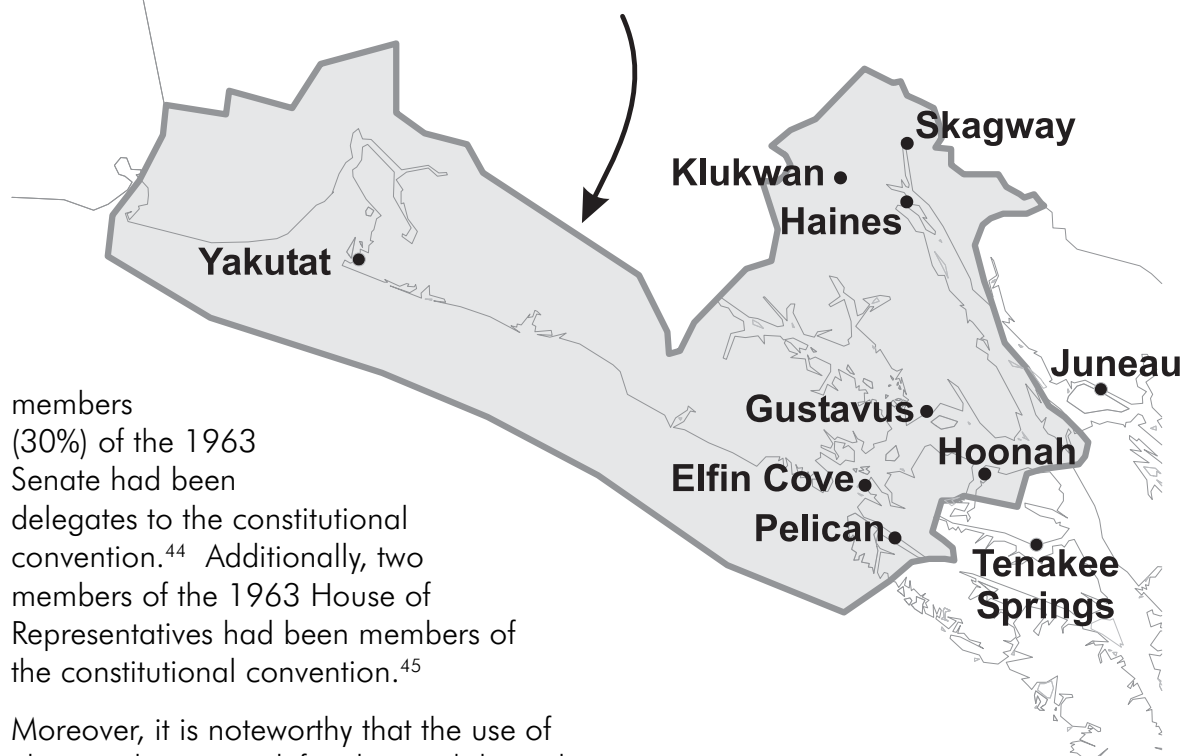 Skagway
Klukwan
Haines
Yakutat
Juneau
Gustavus
Hoonah
Elfin Cove
Pelican
Tenakee
Springs
members
(30%) of the 1963
Senate had been
delegates to the constitutional
convention.44 Additionally, two
members of the 1963 House of
Representatives had been members of
the constitutional convention.45
Moreover, it is noteworthy that the use of